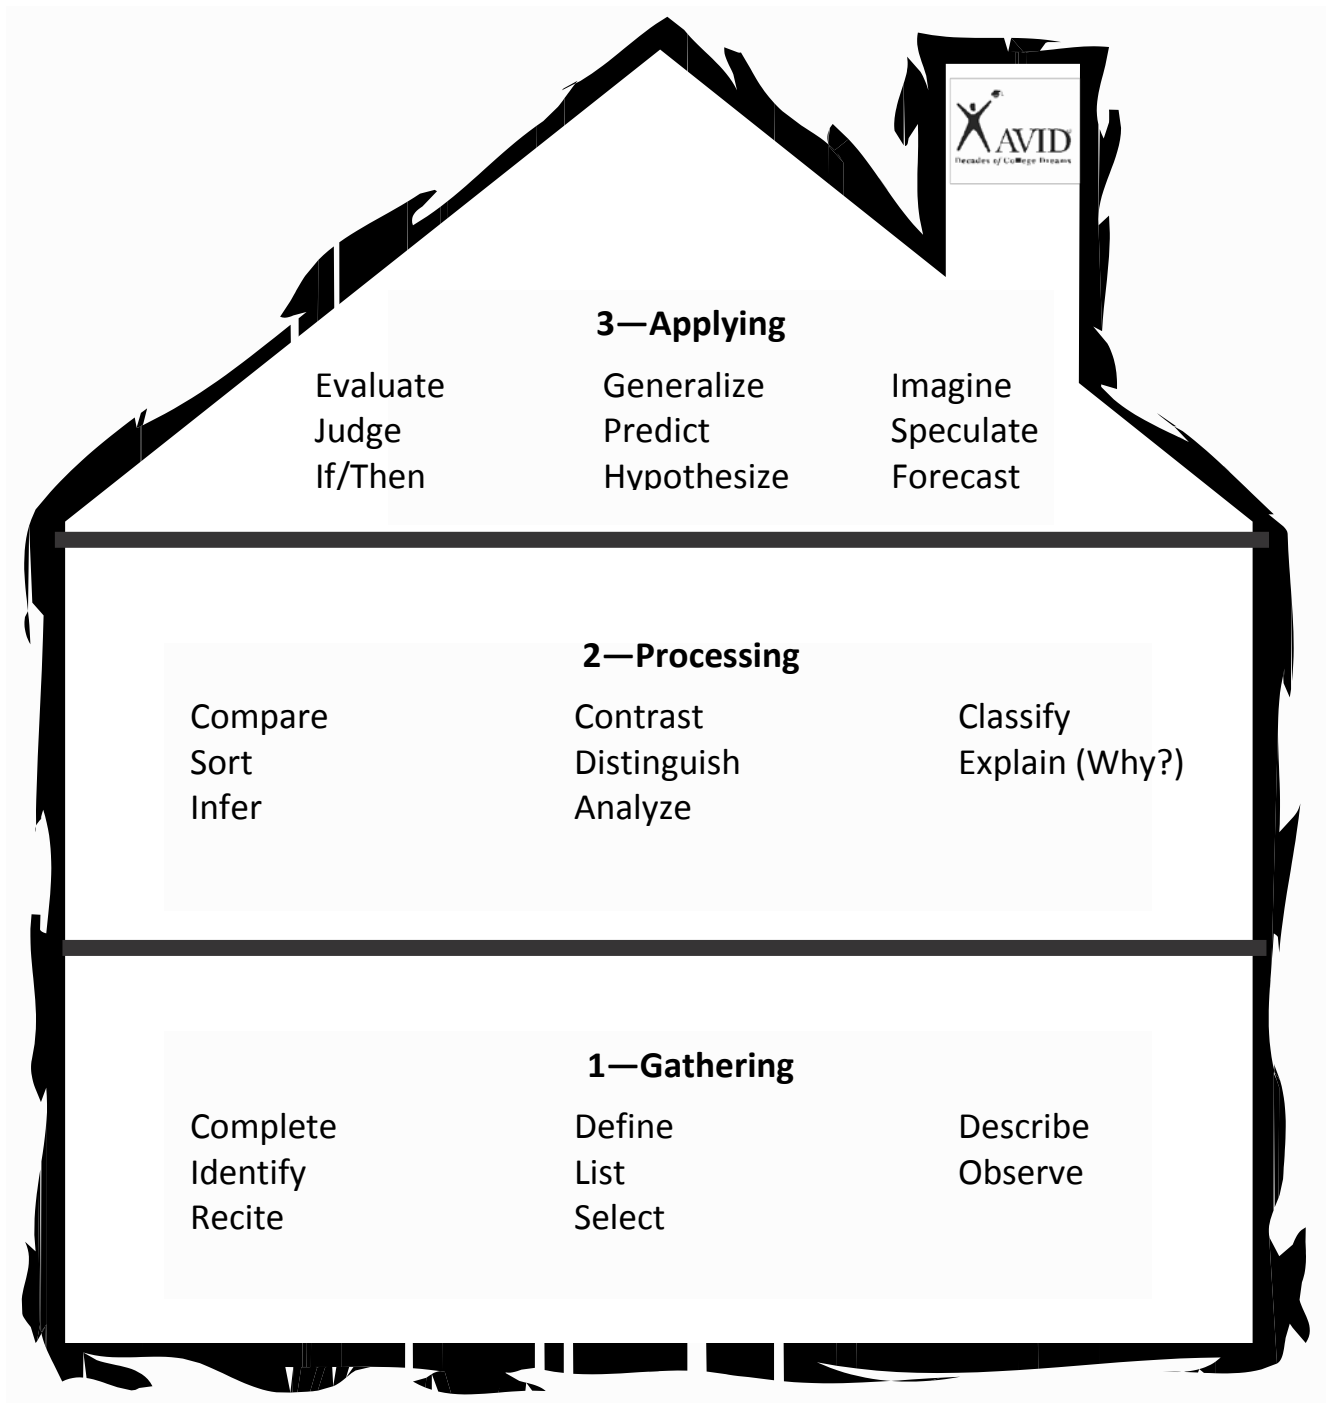 AVID
Decades of College Dreams
3—Applying
Evaluate Generalize Imagine
Judge Predict Speculate
If/Then Hypothesize Forecast
2—Processing
Compare Contrast Classify
Sort Distinguish Explain (Why?)
Infer Analyze
1—Gathering
Complete Define Describe
Identify List Observe
Recite Select